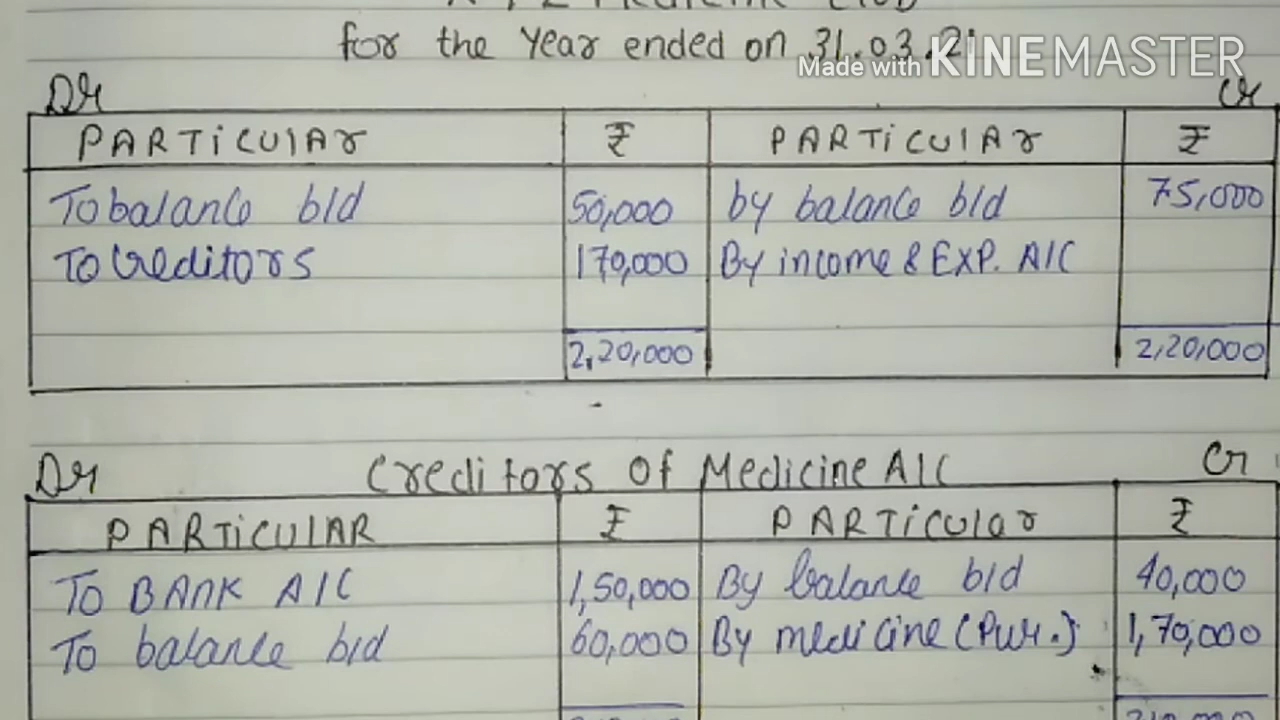 for the Year ended on 31.03.21
Made with KINEMASTER
Dr Cr
PARTiCUlAr ₹ PARTiCUlAr ₹
To balance b/d 50,000 by balance b/d 75,000
To Creditors 170,000 By income & EXP. A/C
2,20,000 2,20,000
Dr Creditors Of Medicine A/C Cr
PARTiCULAR ₹ PARTiCUlar ₹
To BANK A/C 1,50,000 By balance b/d 40,000
To balance b/d 60,000 By medicine (Pur.) 1,70,000